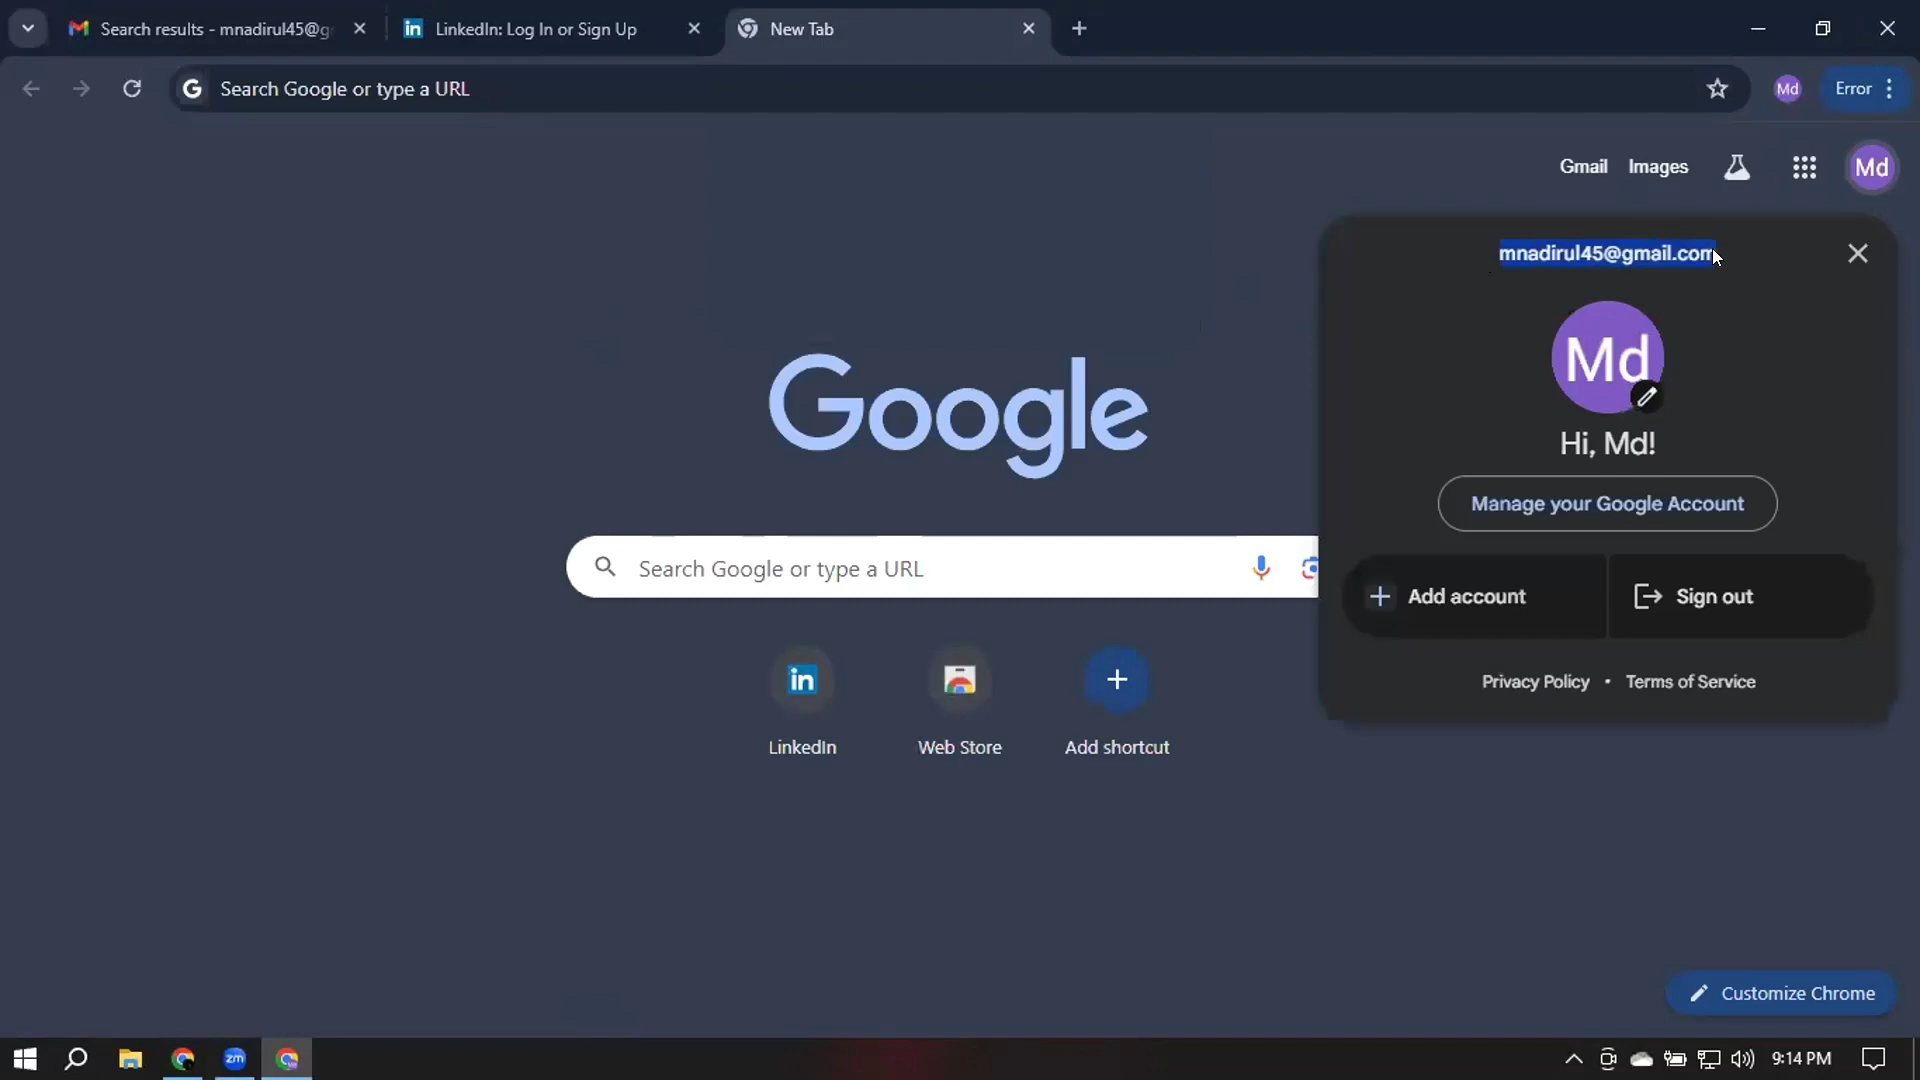 Search results - mnadirul45@g
LinkedIn: Log In or Sign Up
New Tab
Search Google or type a URL
Md
Error
Gmail
Images
Md
mnadirul45@gmail.com
Md
Hi, Md!
Manage your Google Account
Google
Search Google or type a URL
Add account
Sign out
Privacy Policy • Terms of Service
LinkedIn
Web Store
Add shortcut
Customize Chrome
zm
9:14 PM